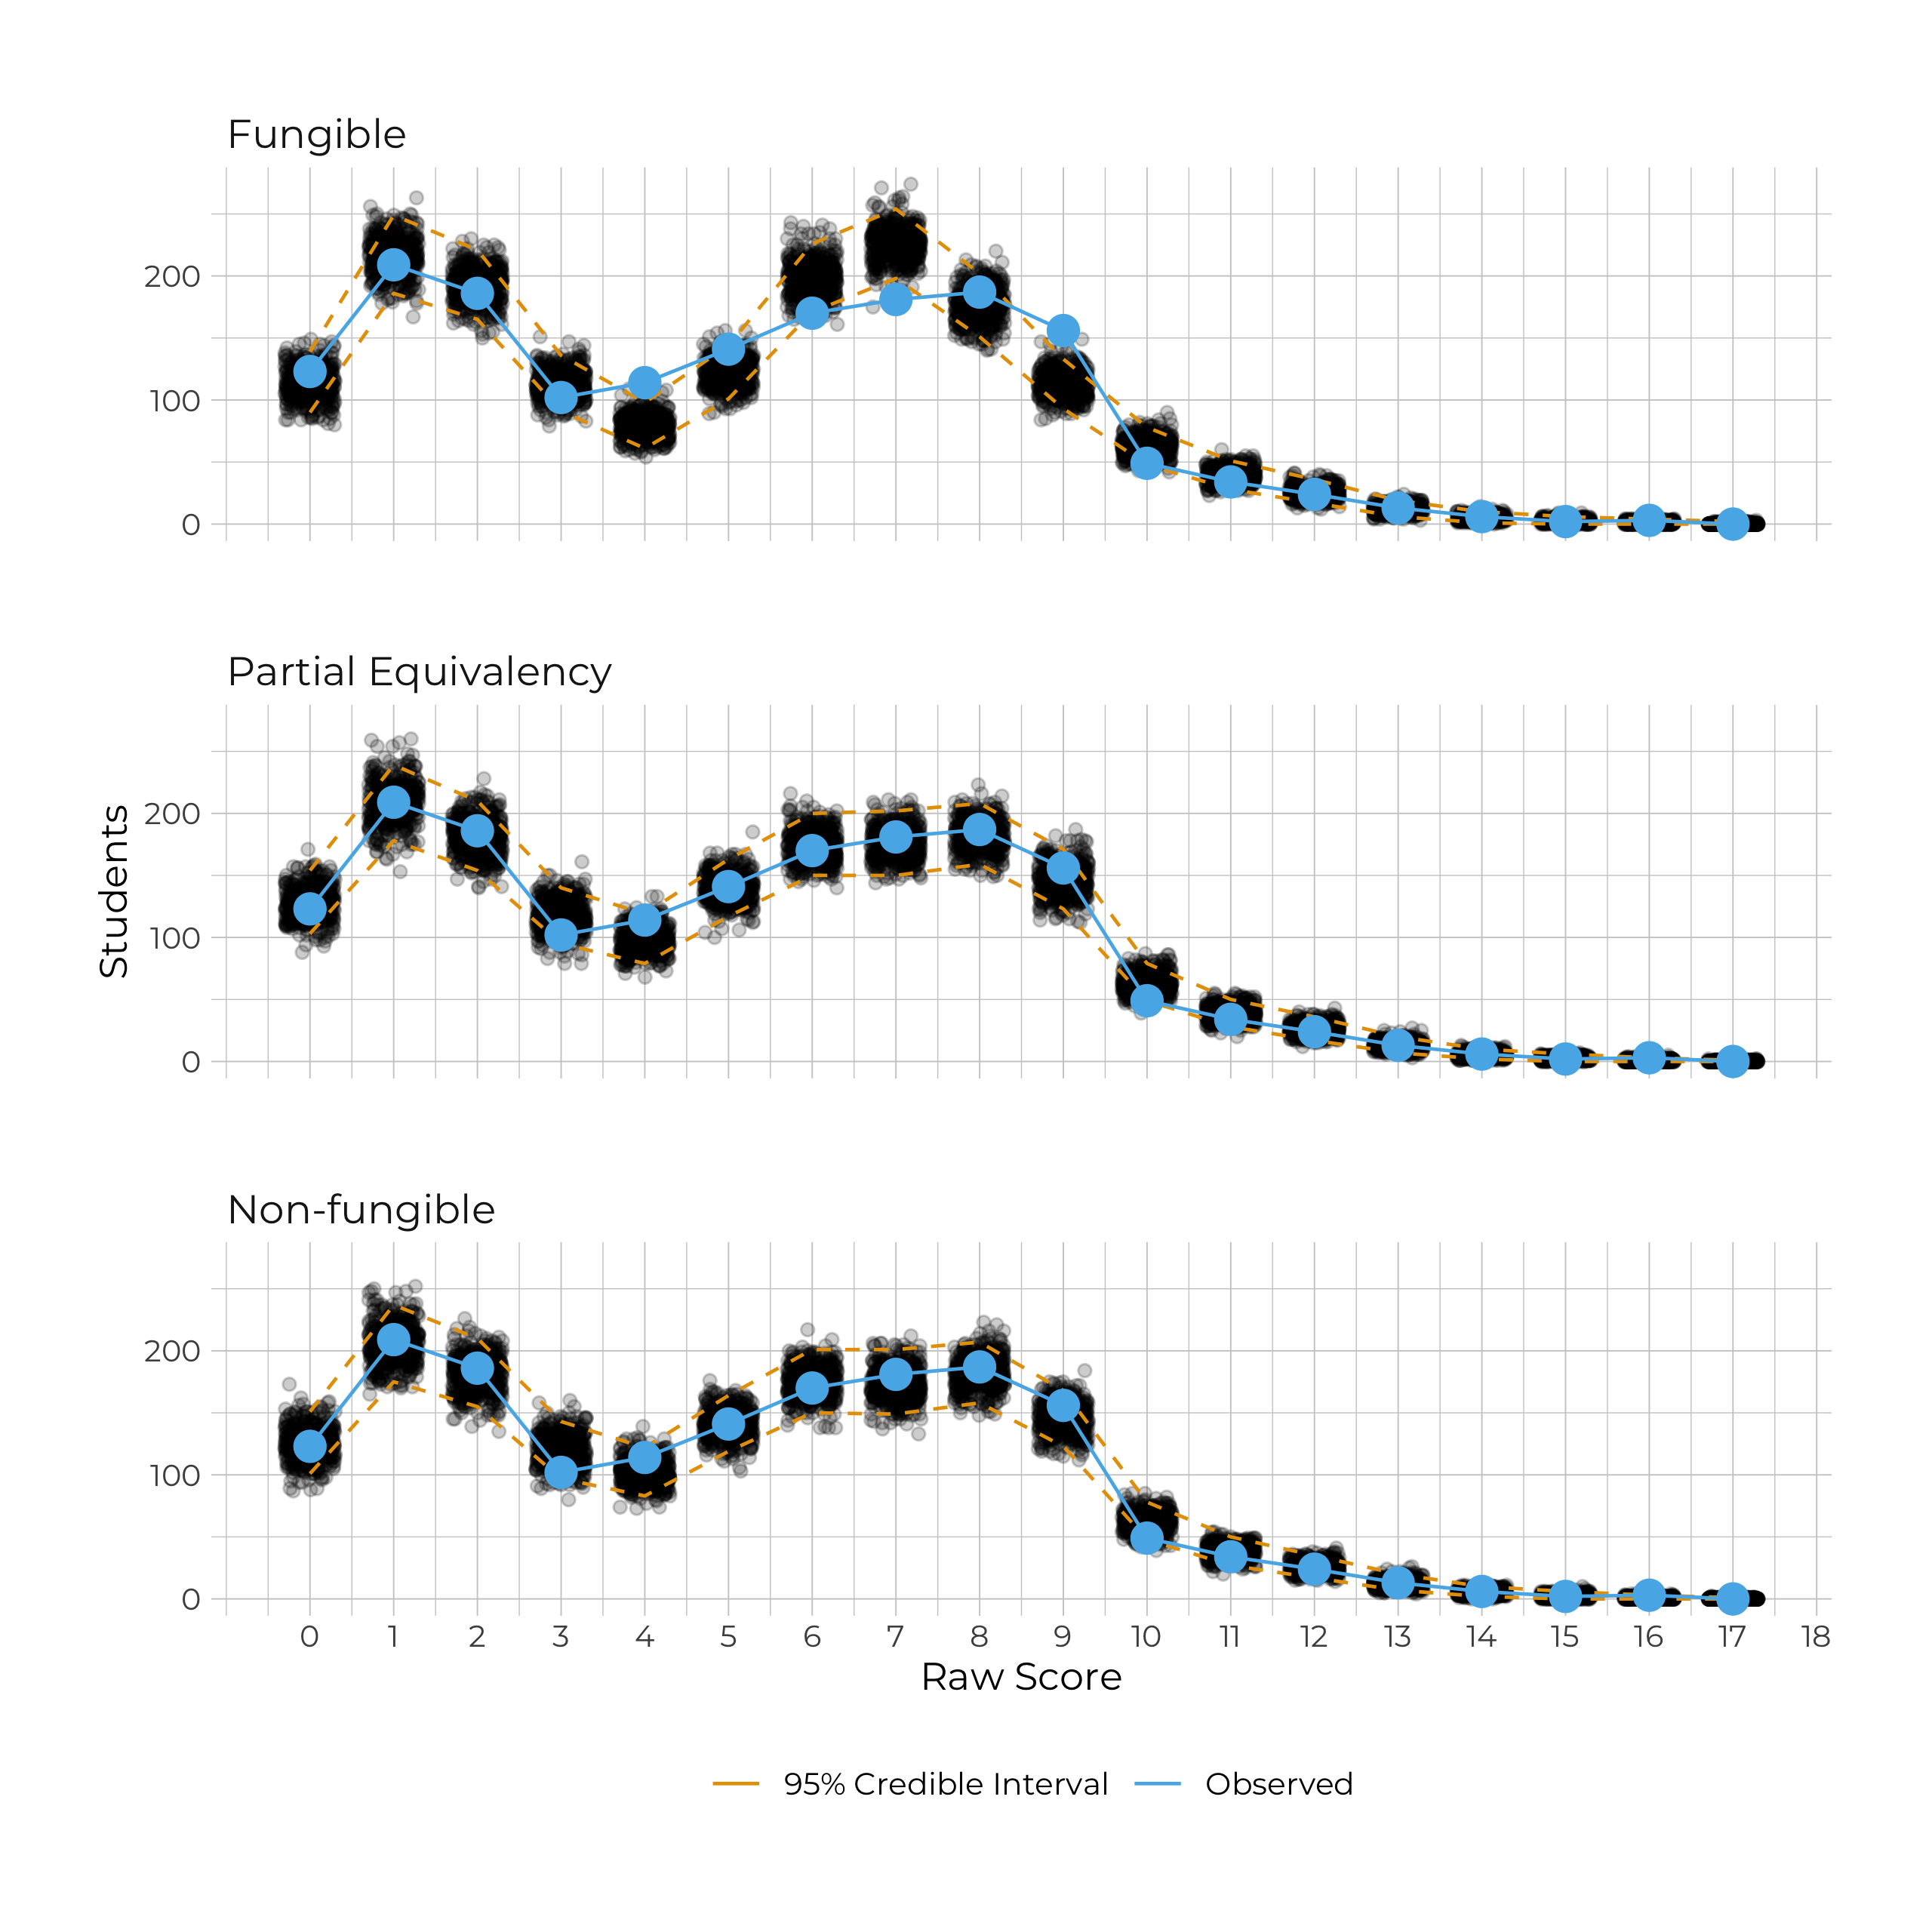 Fungible
200
100
0
Partial Equivalency
200
100
0
Students
Non-fungible
200
100
0
0 1 2 3 4 5 6 7 8 9 10 11 12 13 14 15 16 17 18
Raw Score
95% Credible Interval Observed